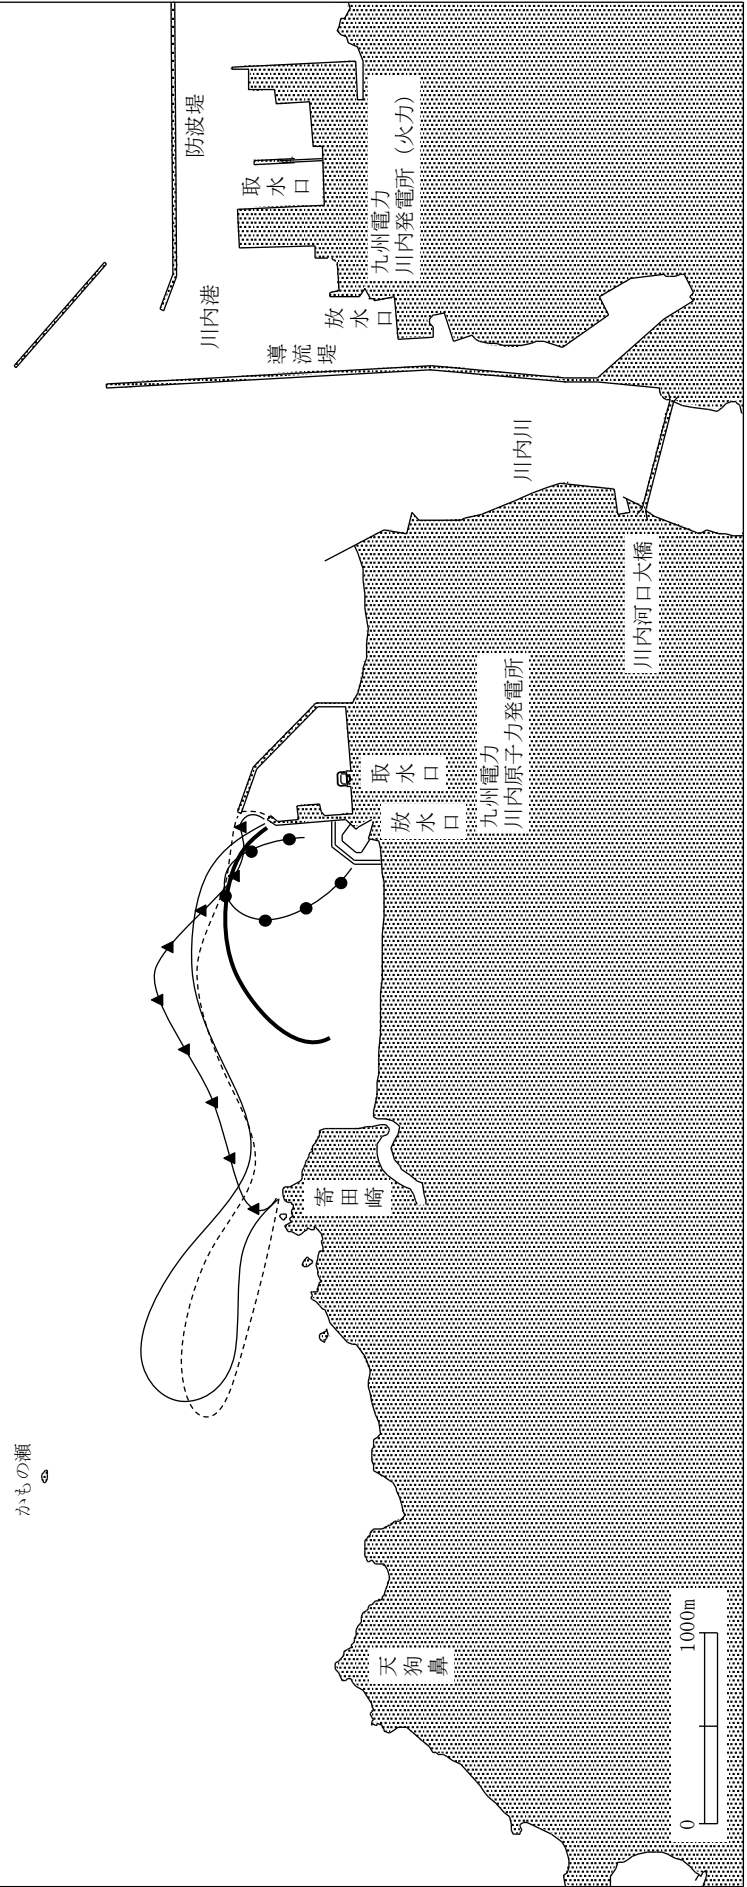 かもの瀬
防波堤
取水口
九州電力
川内発電所（火力）
川内港
放水口
導流堤
川内川
川内河口大橋
取水口
放水口
九州電力
川内原子力発電所
寄田崎
天狗鼻
0
1000m